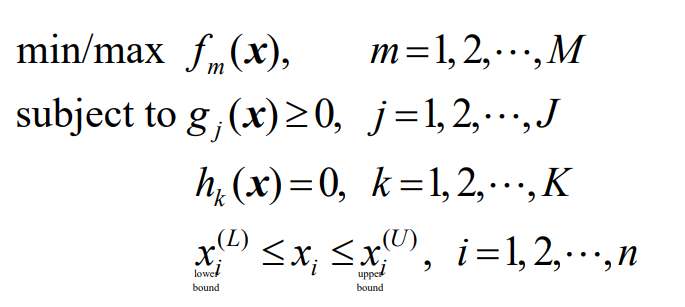 min/max f_m(x), m=1,2,⋯,M
subject to g_j(x)≥0, j=1,2,⋯,J
h_k(x)=0, k=1,2,⋯,K
x_i^(L) ≤ x_i ≤ x_i^(U), i=1,2,⋯,n
lower upper
bound bound